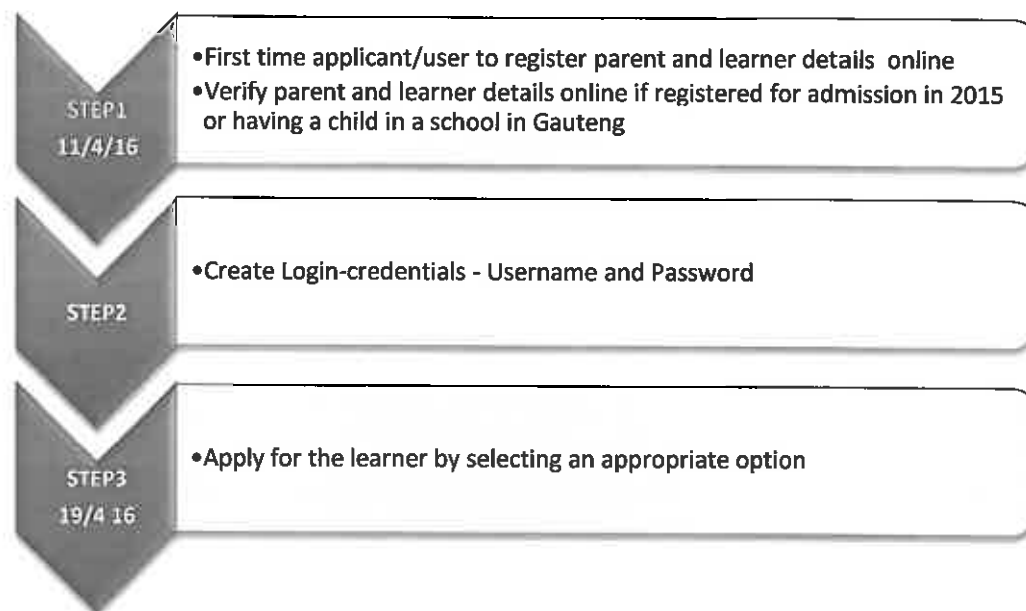 STEP1
11/4/16
•First time applicant/user to register parent and learner details online
•Verify parent and learner details online if registered for admission in 2015
or having a child in a school in Gauteng
STEP2
•Create Login-credentials - Username and Password
STEP3
19/4 16
•Apply for the learner by selecting an appropriate option